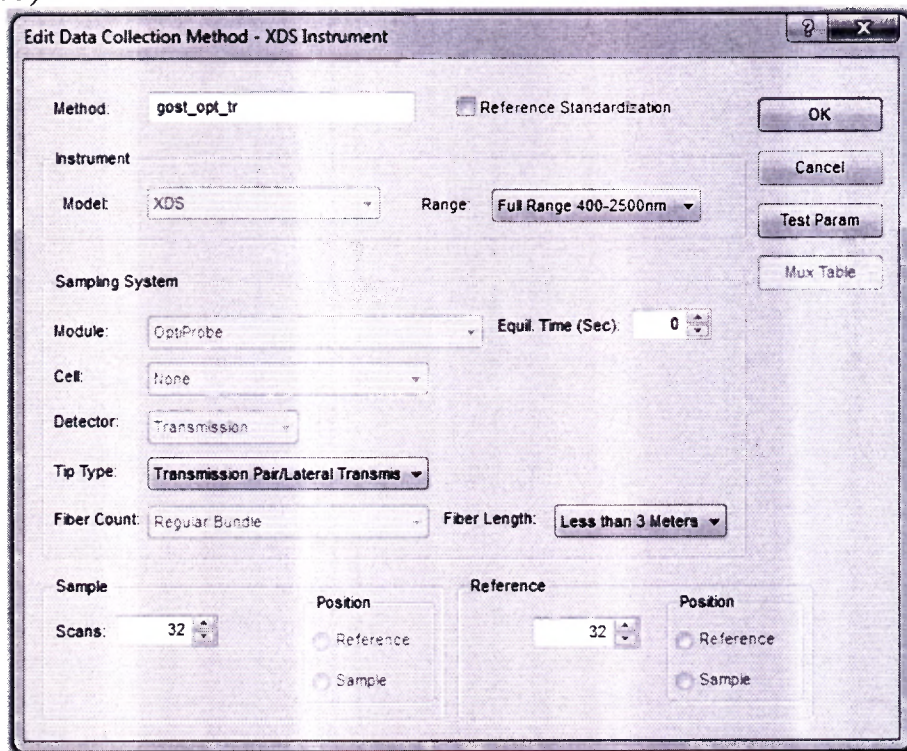 Edit Data Collection Method - XDS Instrument
Method: gost_opt_tr Reference Standardization
OK
Instrument
Cancel
Model: XDS Range: Full Range 400-2500nm
Test Param
Mux Table
Sampling System
Module: OptiProbe Equil. Time (Sec): 0
Cell: None
Detector: Transmission
Tip Type: Transmission Pair/Lateral Transmis
Fiber Count: Regular Bundle Fiber Length: Less than 3 Meters
Sample Reference
Position Position
Scans: 32 Reference 32 Reference
Sample Sample